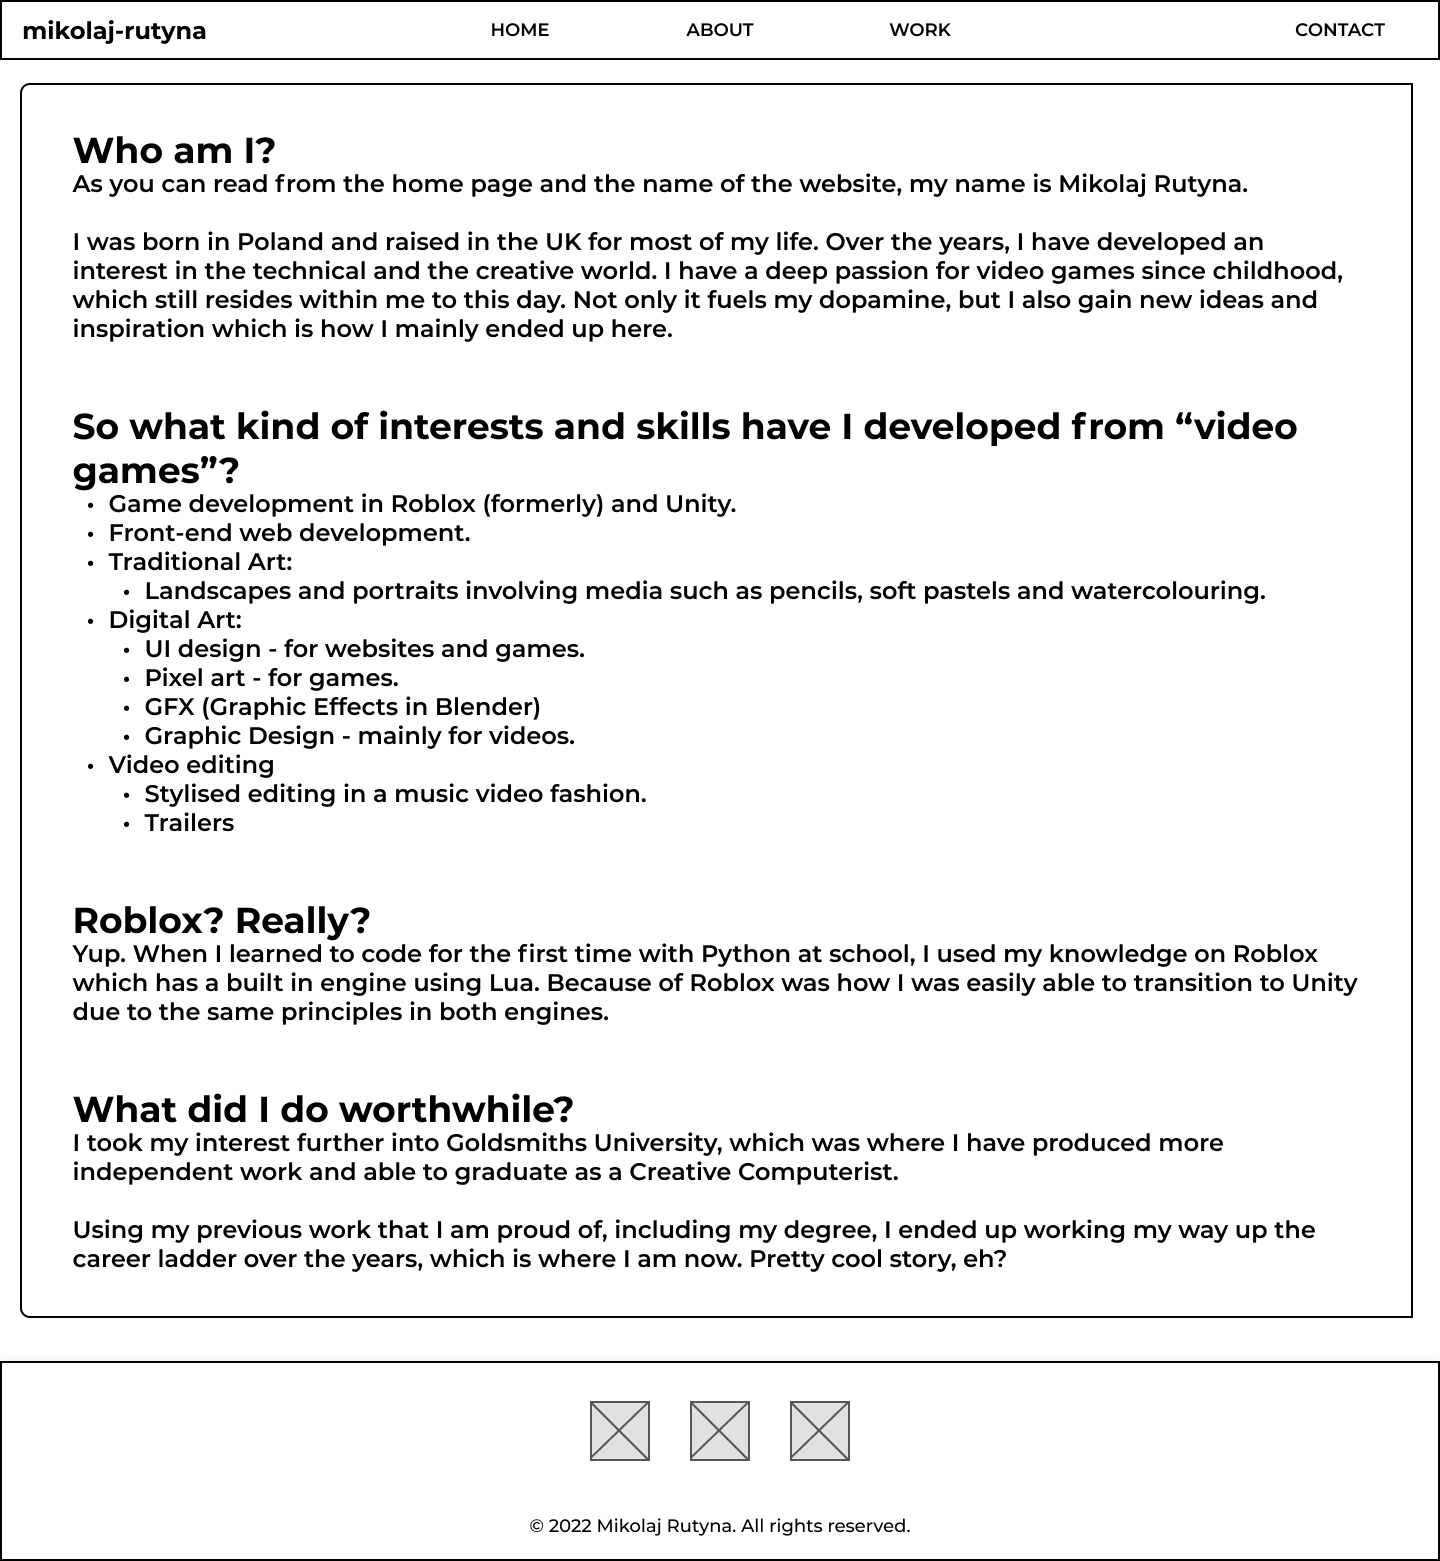 mikolaj-rutyna HOME ABOUT WORK CONTACT
Who am I?
As you can read from the home page and the name of the website, my name is Mikolaj Rutyna.
I was born in Poland and raised in the UK for most of my life. Over the years, I have developed an
interest in the technical and the creative world. I have a deep passion for video games since childhood,
which still resides within me to this day. Not only it fuels my dopamine, but I also gain new ideas and
inspiration which is how I mainly ended up here.
So what kind of interests and skills have I developed from “video
games”?
• Game development in Roblox (formerly) and Unity.
• Front-end web development.
• Traditional Art:
• Landscapes and portraits involving media such as pencils, soft pastels and watercolouring.
• Digital Art:
• UI design - for websites and games.
• Pixel art - for games.
• GFX (Graphic Effects in Blender)
• Graphic Design - mainly for videos.
• Video editing
• Stylised editing in a music video fashion.
• Trailers
Roblox? Really?
Yup. When I learned to code for the first time with Python at school, I used my knowledge on Roblox
which has a built in engine using Lua. Because of Roblox was how I was easily able to transition to Unity
due to the same principles in both engines.
What did I do worthwhile?
I took my interest further into Goldsmiths University, which was where I have produced more
independent work and able to graduate as a Creative Computerist.
Using my previous work that I am proud of, including my degree, I ended up working my way up the
career ladder over the years, which is where I am now. Pretty cool story, eh?
© 2022 Mikolaj Rutyna. All rights reserved.